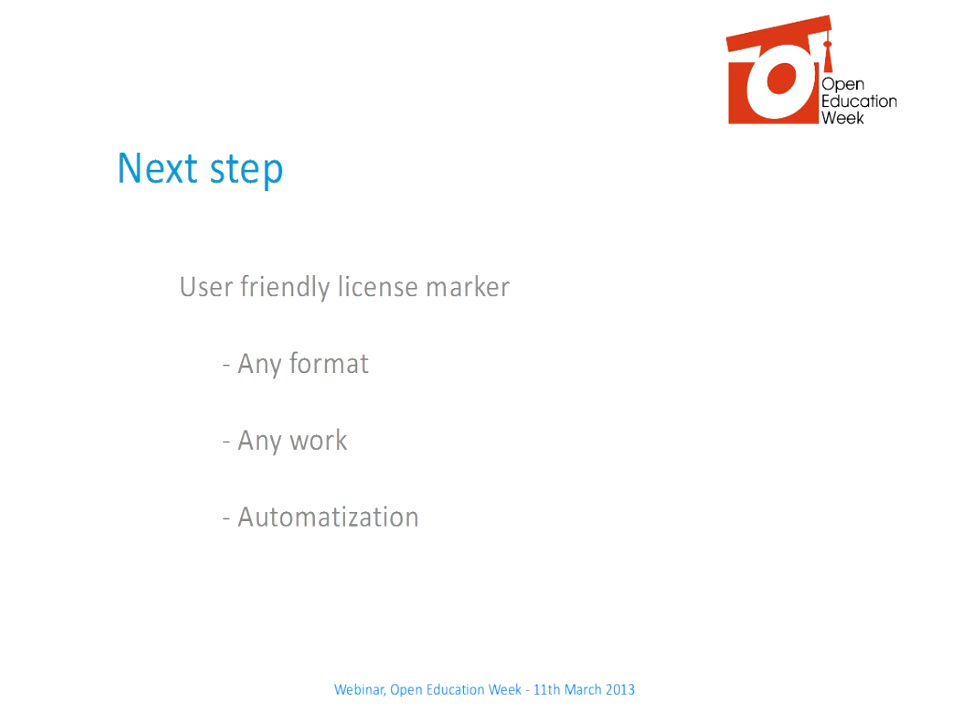 Open
Education
Week
Next step
User friendly license marker
- Any format
- Any work
- Automatization
Webinar, Open Education Week - 11th March 2013